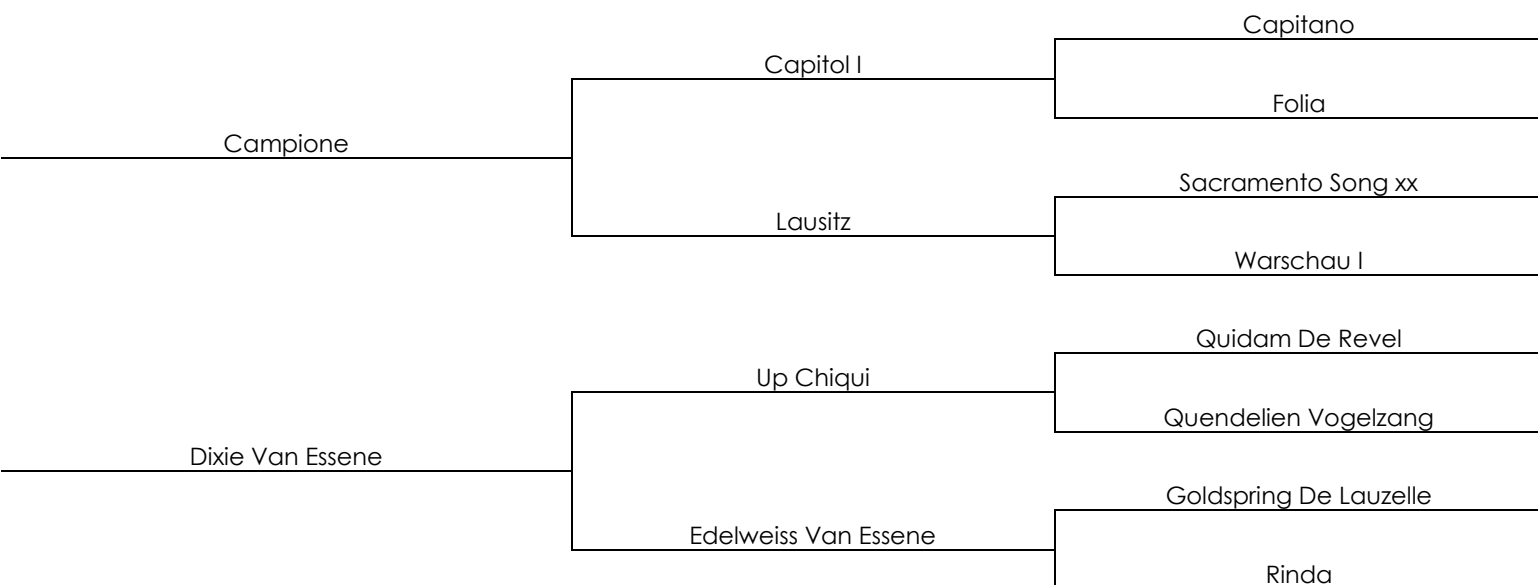 Capitano
Capitol I
Folia
Campione
Sacramento Song xx
Lausitz
Warschau I
Quidam De Revel
Up Chiqui
Quendelien Vogelzang
Dixie Van Essene
Goldspring De Lauzelle
Edelweiss Van Essene
Rinda